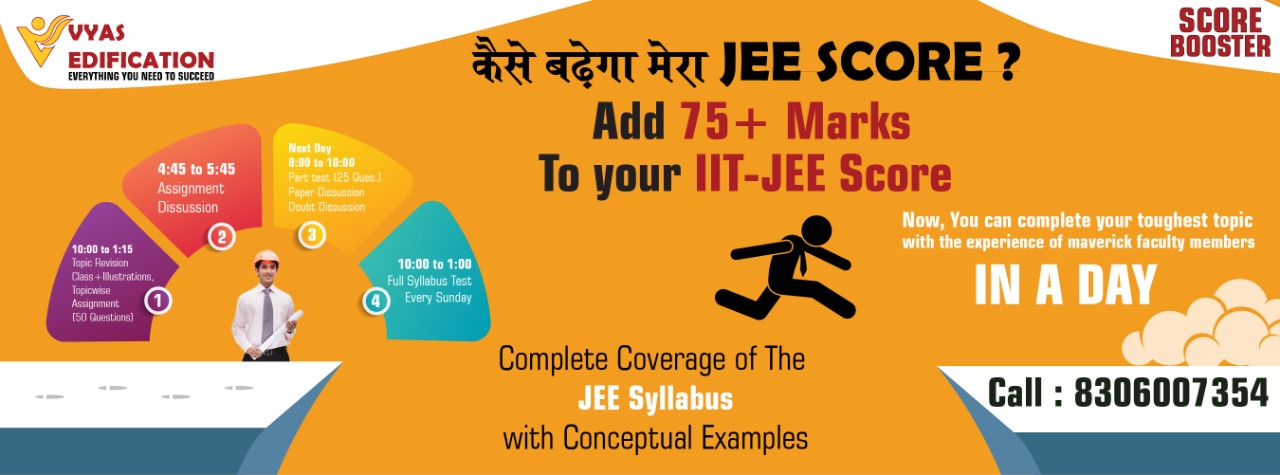 VYAS
EDIFICATION
EVERYTHING YOU NEED TO SUCCEED
SCORE
BOOSTER
कैसे बढ़ेगा मेरा JEE SCORE ?
Add 75+ Marks
To your IIT-JEE Score
10:00 to 1:15
Topic Revision
Class+Illustrations,
Topicwise
Assignment
(50 Questions)
1
4:45 to 5:45
Assignment
Dissussion
2
Next Day
8:00 to 10:00
Part test (25 Ques.)
Paper Dissussion
Doubt Dissussion
3
10:00 to 1:00
Full Syllabus Test
Every Sunday
4
Now, You can complete your toughest topic
with the experience of maverick faculty members
IN A DAY
Complete Coverage of The
JEE Syllabus
with Conceptual Examples
Call : 8306007354